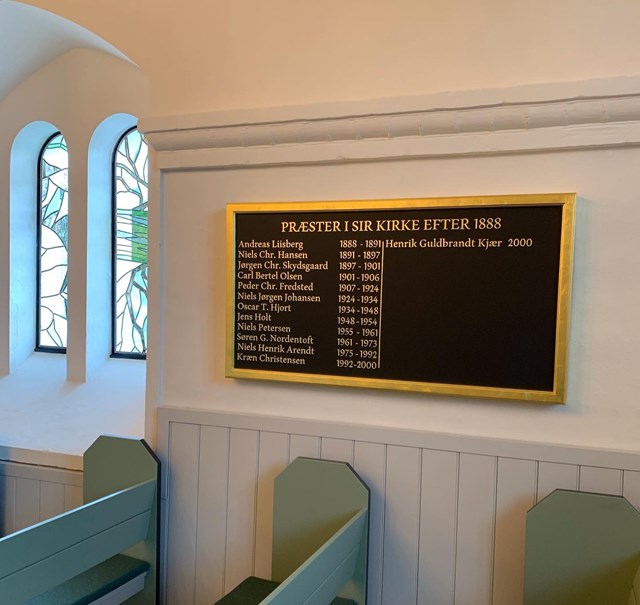 PRÆSTER I SIR KIRKE EFTER 1888
Andreas Liisberg 1888 - 1891 Henrik Guldbrandt Kjær 2000
Niels Chr. Hansen 1891 - 1897
Jørgen Chr. Skydsgaard 1897 - 1901
Carl Bertel Olsen 1901 - 1906
Peder Chr. Fredsted 1907 - 1924
Niels Jørgen Johansen 1924 - 1934
Oscar T. Hjort 1934 - 1948
Jens Holt 1948 - 1954
Niels Petersen 1955 - 1961
Søren G. Nordentoft 1961 - 1973
Niels Henrik Arendt 1975 - 1992
Kræn Christensen 1992-2000